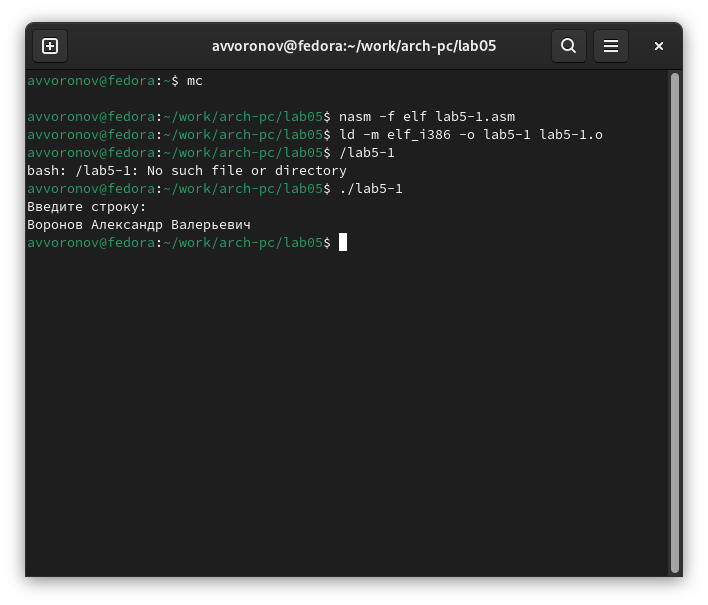 avvoronov@fedora:~/work/arch-pc/lab05
avvoronov@fedora:~$ mc
avvoronov@fedora:~/work/arch-pc/lab05$ nasm -f elf lab5-1.asm
avvoronov@fedora:~/work/arch-pc/lab05$ ld -m elf_i386 -o lab5-1 lab5-1.o
avvoronov@fedora:~/work/arch-pc/lab05$ /lab5-1
bash: /lab5-1: No such file or directory
avvoronov@fedora:~/work/arch-pc/lab05$ ./lab5-1
Введите строку:
Воронов Александр Валерьевич
avvoronov@fedora:~/work/arch-pc/lab05$